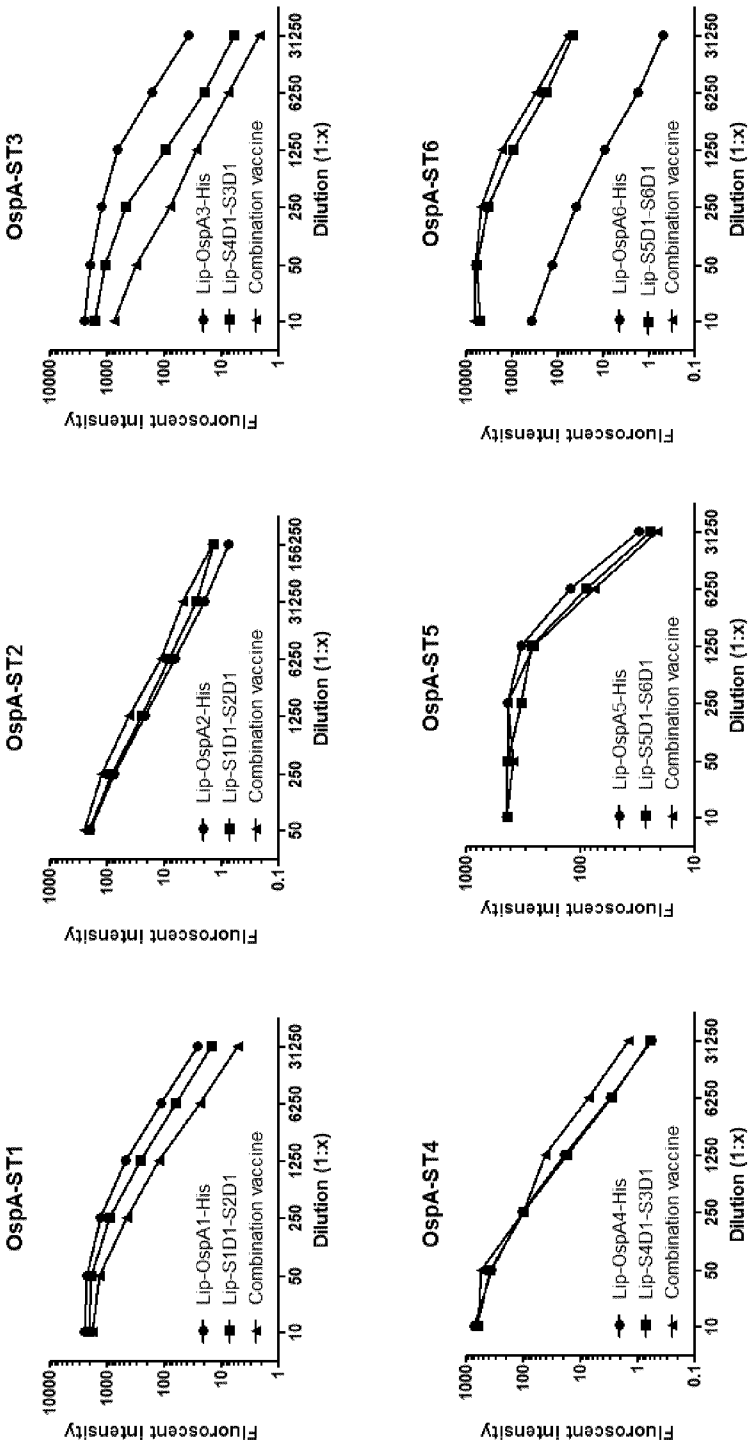 OspA-ST1
Fluoroscent intensity
10000
1000
100
10
1
Lip-OspA1-His
Lip-S1D1-S2D1
Combination vaccine
10
50
250
1250
6250
31250
Dilution (1:x)
OspA-ST2
Fluoroscent intensity
1000
100
10
1
0.1
Lip-OspA2-His
Lip-S1D1-S2D1
Combination vaccine
50
250
1250
6250
31250
156250
Dilution (1:x)
OspA-ST3
Fluoroscent intensity
10000
1000
100
10
1
Lip-OspA3-His
Lip-S4D1-S3D1
Combination vaccine
10
50
250
1250
6250
31250
Dilution (1:x)
OspA-ST4
Fluoroscent intensity
1000
100
10
1
0.1
Lip-OspA4-His
Lip-S4D1-S3D1
Combination vaccine
10
50
250
1250
6250
31250
Dilution (1:x)
OspA-ST5
Fluoroscent intensity
1000
100
10
Lip-OspA5-His
Lip-S5D1-S6D1
Combination vaccine
10
50
250
1250
6250
31250
Dilution (1:x)
OspA-ST6
Fluoroscent intensity
10000
1000
100
10
1
0.1
Lip-OspA6-His
Lip-S5D1-S6D1
Combination vaccine
10
50
250
1250
6250
31250
Dilution (1:x)